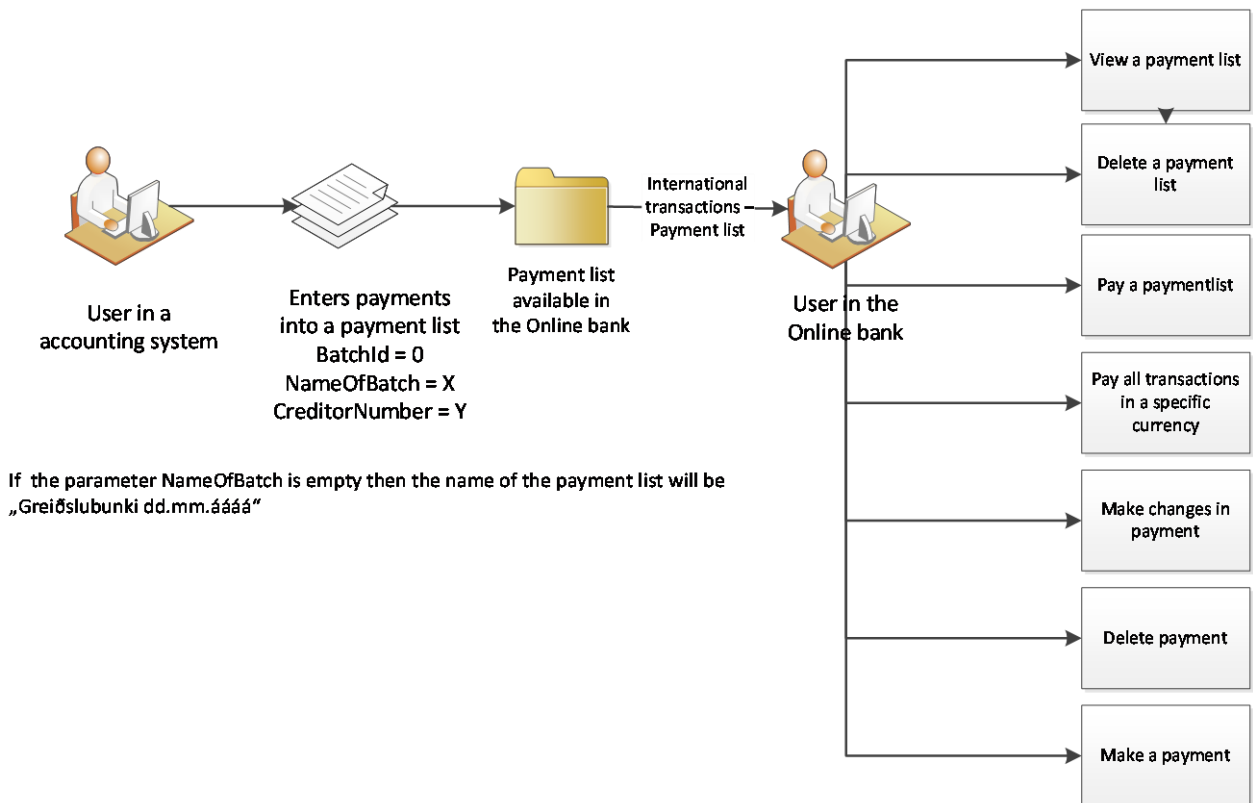 User in a
accounting system
Enters payments
into a payment list
BatchId = 0
NameOfBatch = X
CreditorNumber = Y
Payment list
available in
the Online bank
International
transactions –
Payment list
User in the
Online bank
View a payment list
Delete a payment
list
Pay a paymentlist
Pay all transactions
in a specific
currency
Make changes in
payment
Delete payment
Make a payment
If the parameter NameOfBatch is empty then the name of the payment list will be
„Greiðslubunki dd.mm.áááá“